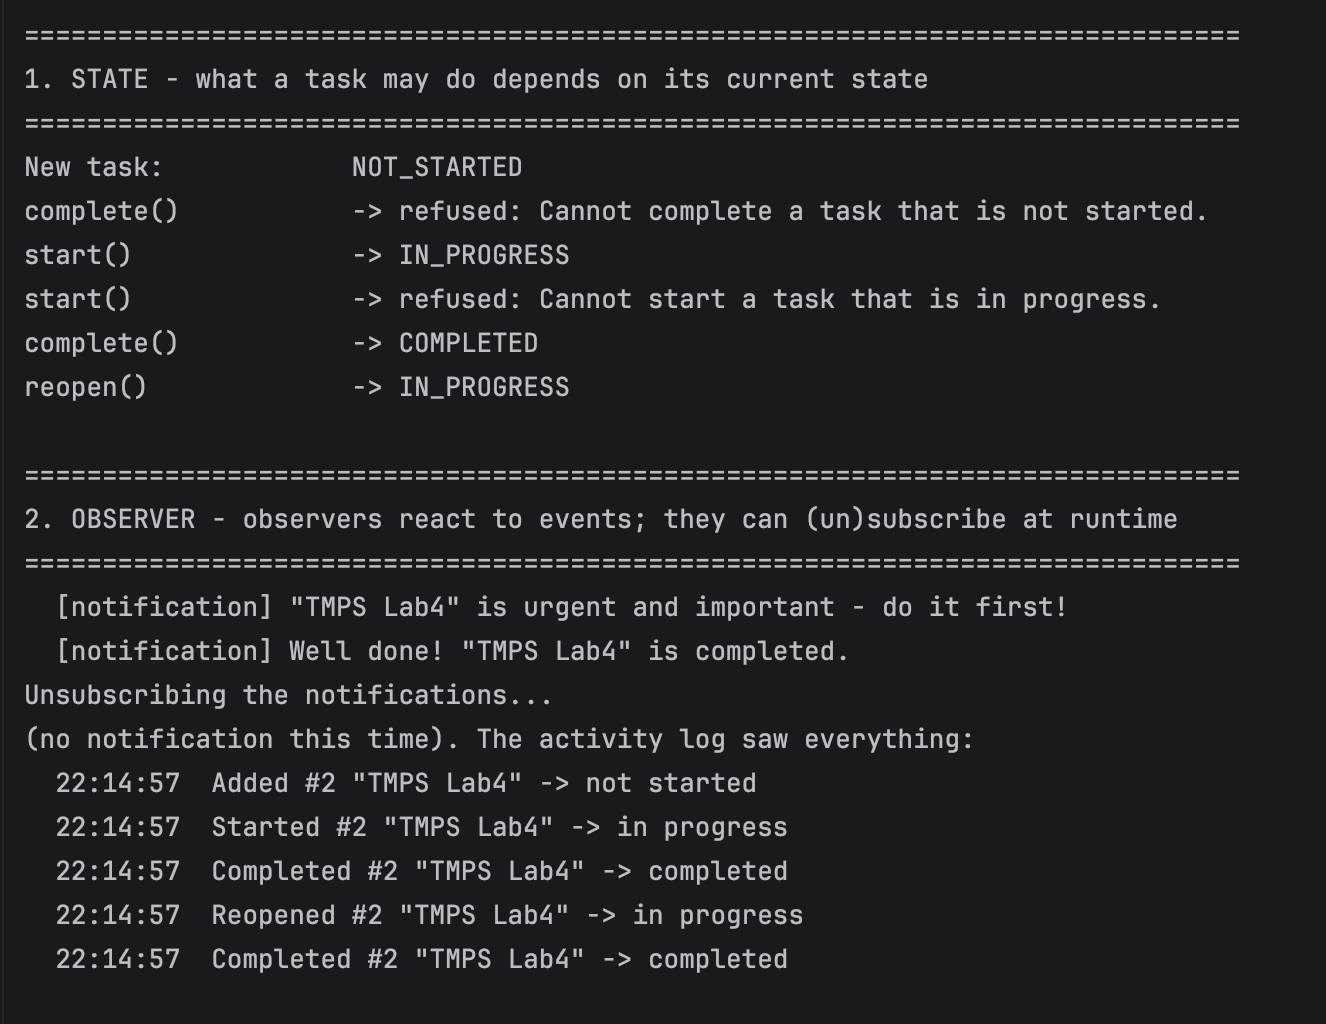 ==============================================================================
1. STATE - what a task may do depends on its current state
==============================================================================
New task:            NOT_STARTED
complete()           -> refused: Cannot complete a task that is not started.
start()              -> IN_PROGRESS
start()              -> refused: Cannot start a task that is in progress.
complete()           -> COMPLETED
reopen()             -> IN_PROGRESS

==============================================================================
2. OBSERVER - observers react to events; they can (un)subscribe at runtime
==============================================================================
  [notification] "TMPS Lab4" is urgent and important - do it first!
  [notification] Well done! "TMPS Lab4" is completed.
Unsubscribing the notifications...
(no notification this time). The activity log saw everything:
  22:14:57  Added #2 "TMPS Lab4" -> not started
  22:14:57  Started #2 "TMPS Lab4" -> in progress
  22:14:57  Completed #2 "TMPS Lab4" -> completed
  22:14:57  Reopened #2 "TMPS Lab4" -> in progress
  22:14:57  Completed #2 "TMPS Lab4" -> completed